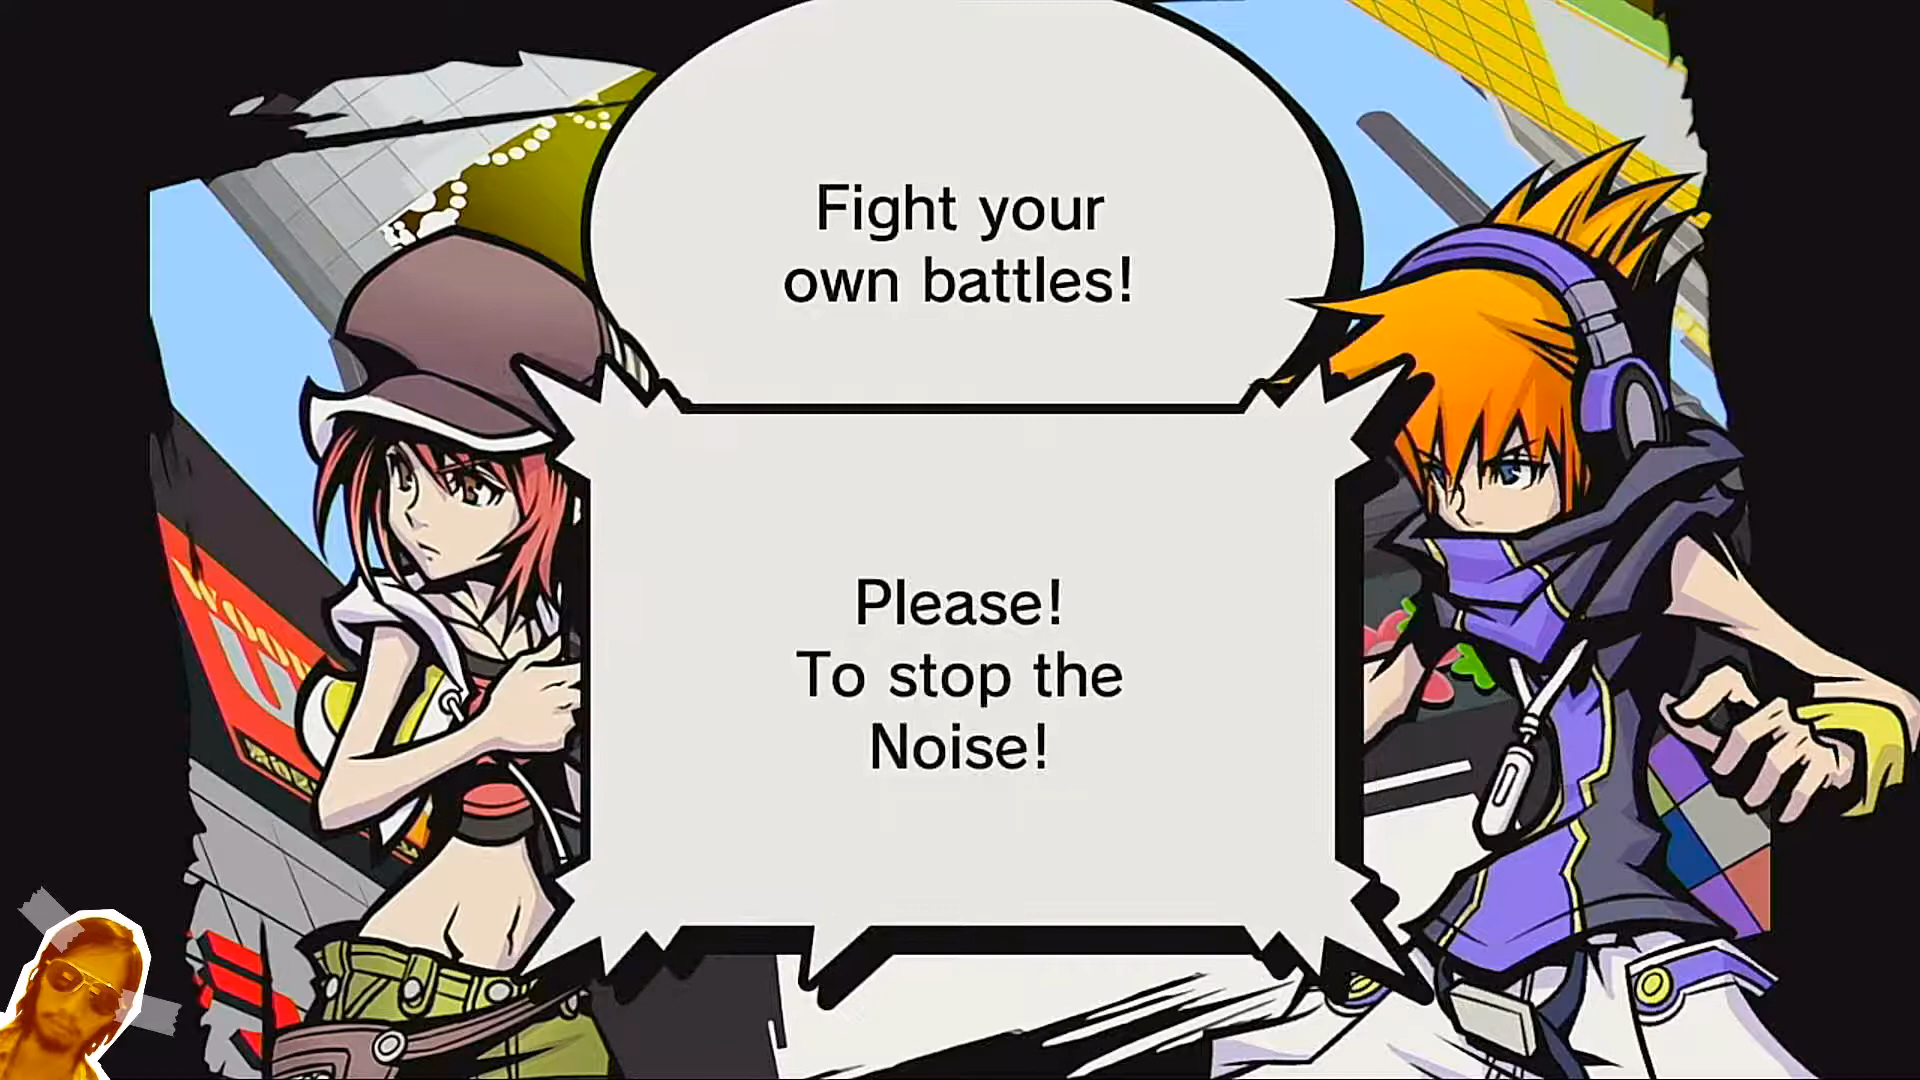 Fight your
own battles!
Please!
To stop the
Noise!